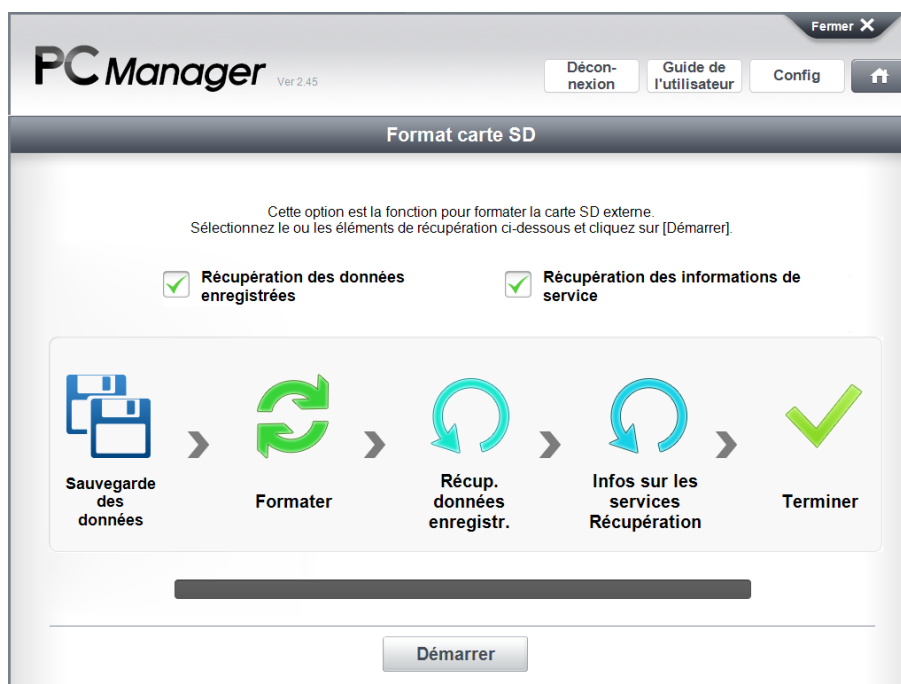 Fermer
PC Manager Ver 2.45
Décon-
nexion
Guide de
l'utilisateur
Config
Format carte SD
Cette option est la fonction pour formater la carte SD externe.
Sélectionnez le ou les éléments de récupération ci-dessous et cliquez sur [Démarrer].
Récupération des données
enregistrées
Récupération des informations de
service
Sauvegarde
des
données
Formater
Récup.
données
enregistr.
Infos sur les
services
Récupération
Terminer
Démarrer